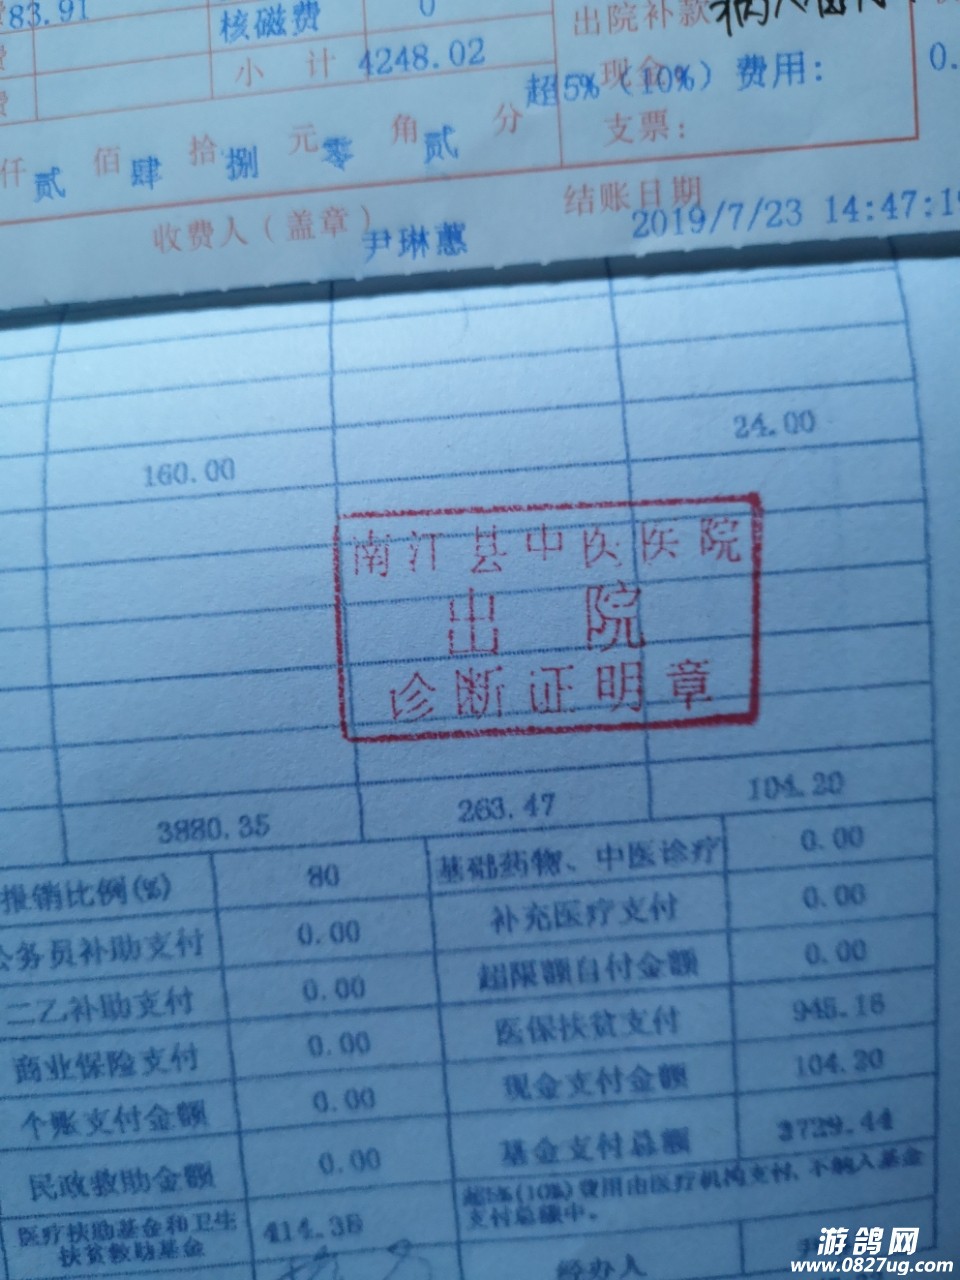 83.91
核磁费 0
出院补款
费 小 计 4248.02
现金
超5%（10%）费用： 0.
费
支票：
仟贰 佰肆 拾捌 元零 角贰 分
结账日期
收费人（盖章）尹琳蕙 2019/7/23 14:47:19
24.00
160.00
南江县中医医院
出院
诊断证明章
3880.35 263.47 104.20
报销比例(%) 80 基础药物、中医诊疗 0.00
公务员补助支付 0.00 补充医疗支付 0.00
二乙补助支付 0.00 超限额自付金额 0.00
商业保险支付 0.00 医保扶贫支付 945.16
个账支付金额 0.00 现金支付金额 104.20
民政救助金额 0.00 基金支付总额 3729.44
医疗扶助基金和卫生
扶贫救助基金 414.38
超5%(10%)费用由医疗机构支付，不纳入基金
支付总额中。
经办人
游鸽网
www.0827ug.com